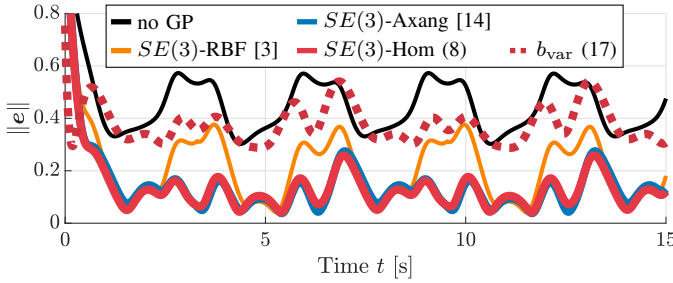 no GP
SE(3)-Axang [14]
SE(3)-RBF [3]
SE(3)-Hom (8)
b_var (17)
0.8
0.6
0.4
0.2
0
‖e‖
0
5
10
15
Time t [s]